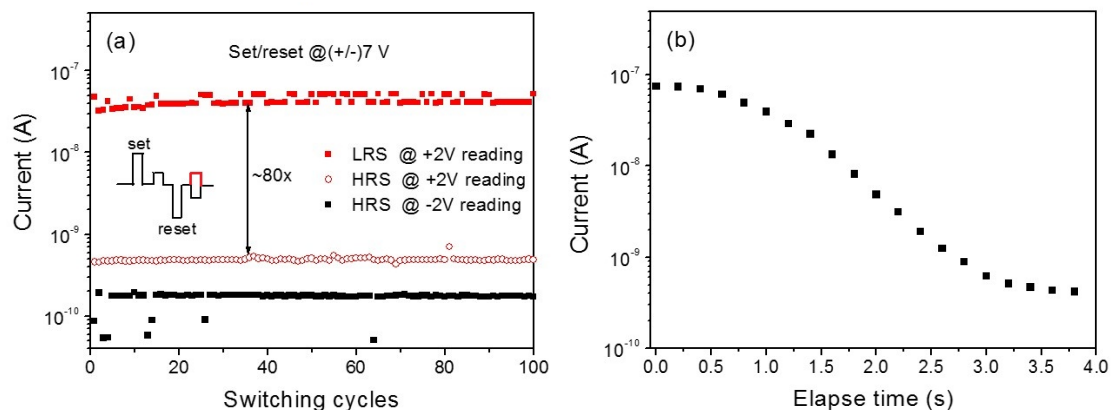 (a)
Set/reset @(+/-)7 V
10⁻⁷
10⁻⁸
10⁻⁹
10⁻¹⁰
Current (A)
set
reset
~80x
LRS @ +2V reading
HRS @ +2V reading
HRS @ -2V reading
0 20 40 60 80 100
Switching cycles
(b)
10⁻⁷
10⁻⁸
10⁻⁹
10⁻¹⁰
Current (A)
0.0 0.5 1.0 1.5 2.0 2.5 3.0 3.5 4.0
Elapse time (s)